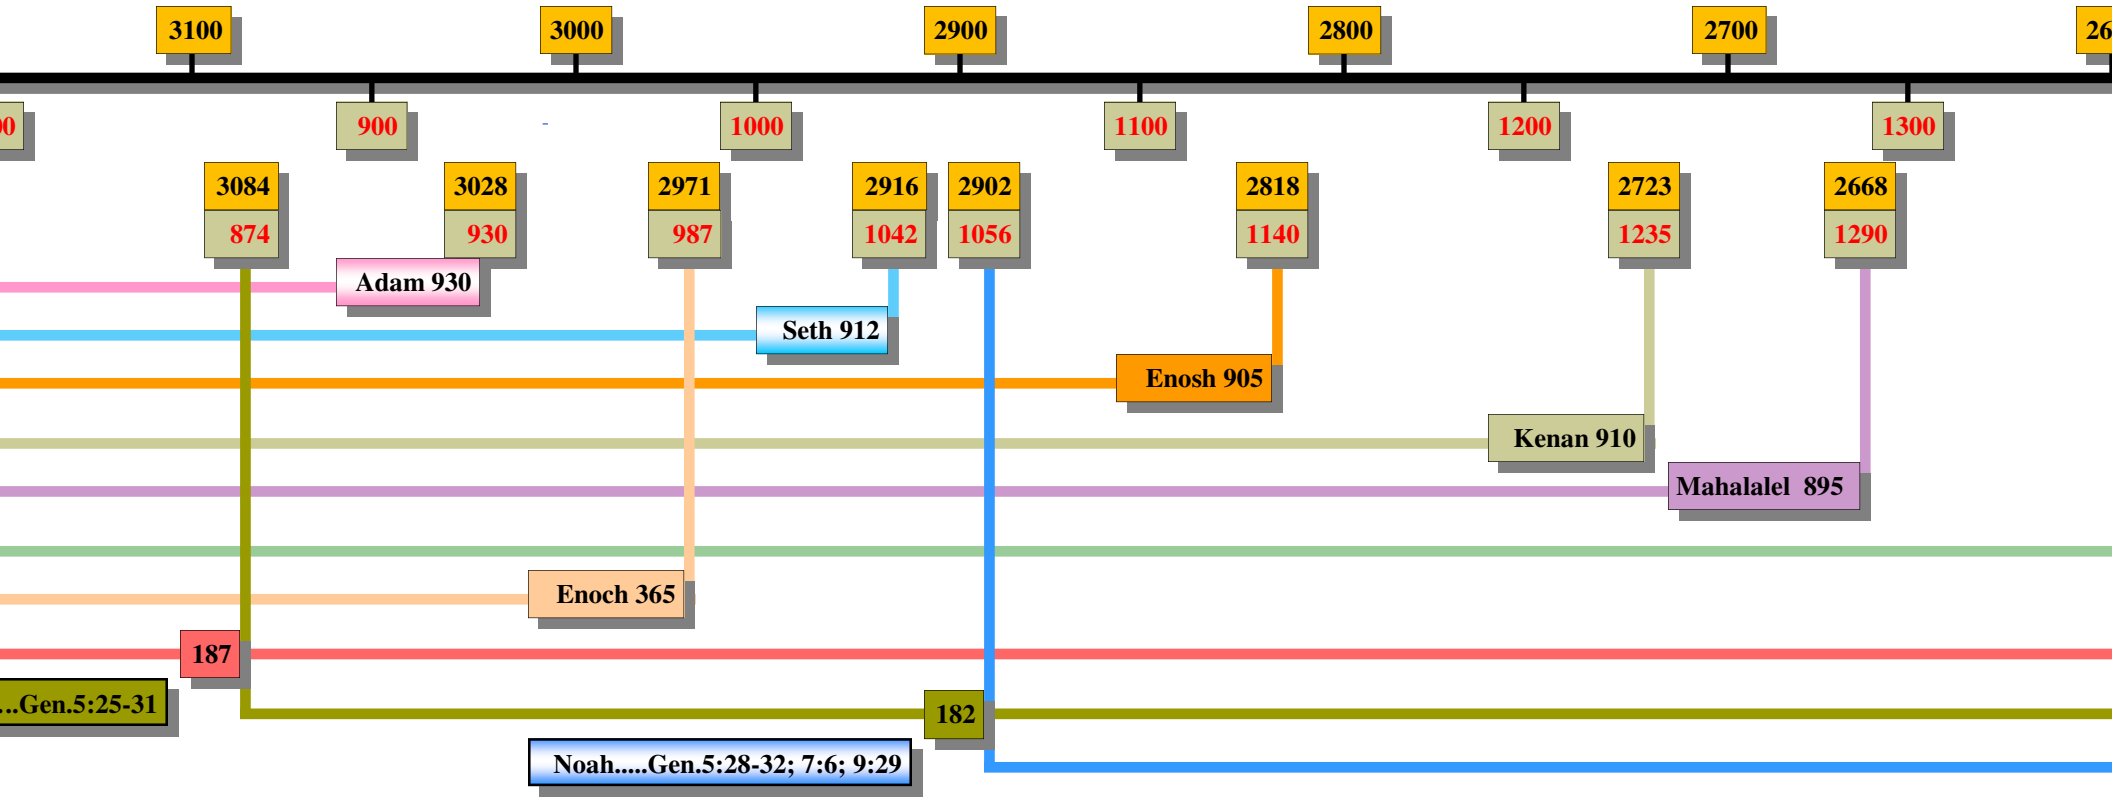 3100 3000 2900 2800 2700 26
00 900 - 1000 1100 1200 1300
3084 3028 2971 2916 2902 2818 2723 2668
874 930 987 1042 1056 1140 1235 1290
Adam 930
Seth 912
Enosh 905
Kenan 910
Mahalalel 895
Enoch 365
187
...Gen.5:25-31
182
Noah.....Gen.5:28-32; 7:6; 9:29